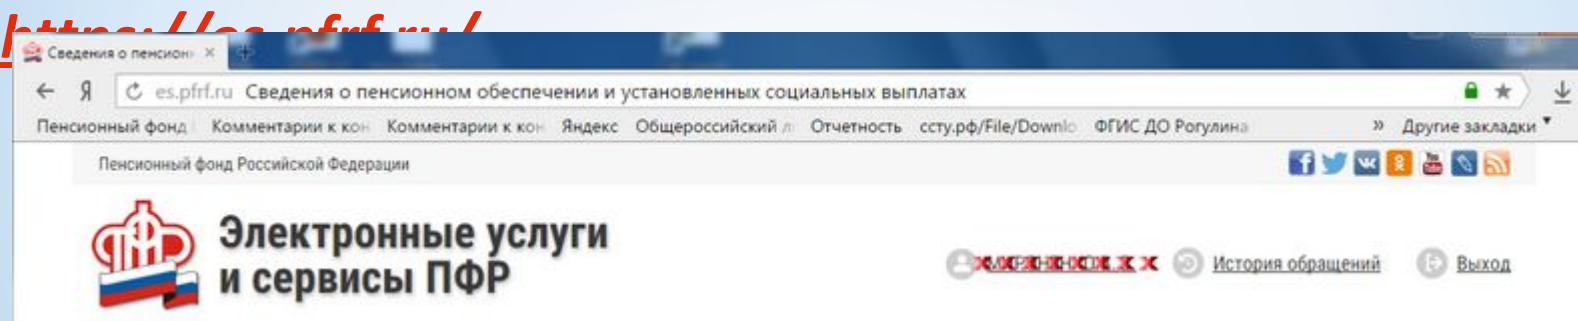 https://es.pfrf.ru/
Сведения о пенсион
Я es.pfrf.ru Сведения о пенсионном обеспечении и установленных социальных выплатах
Пенсионный фонд Комментарии к кон Комментарии к кон Яндекс Общероссийский л Отчетность ссту.рф/File/Downlo ФГИС ДО Рогулина » Другие закладки
Пенсионный фонд Российской Федерации
Электронные услуги
и сервисы ПФР
История обращений Выход